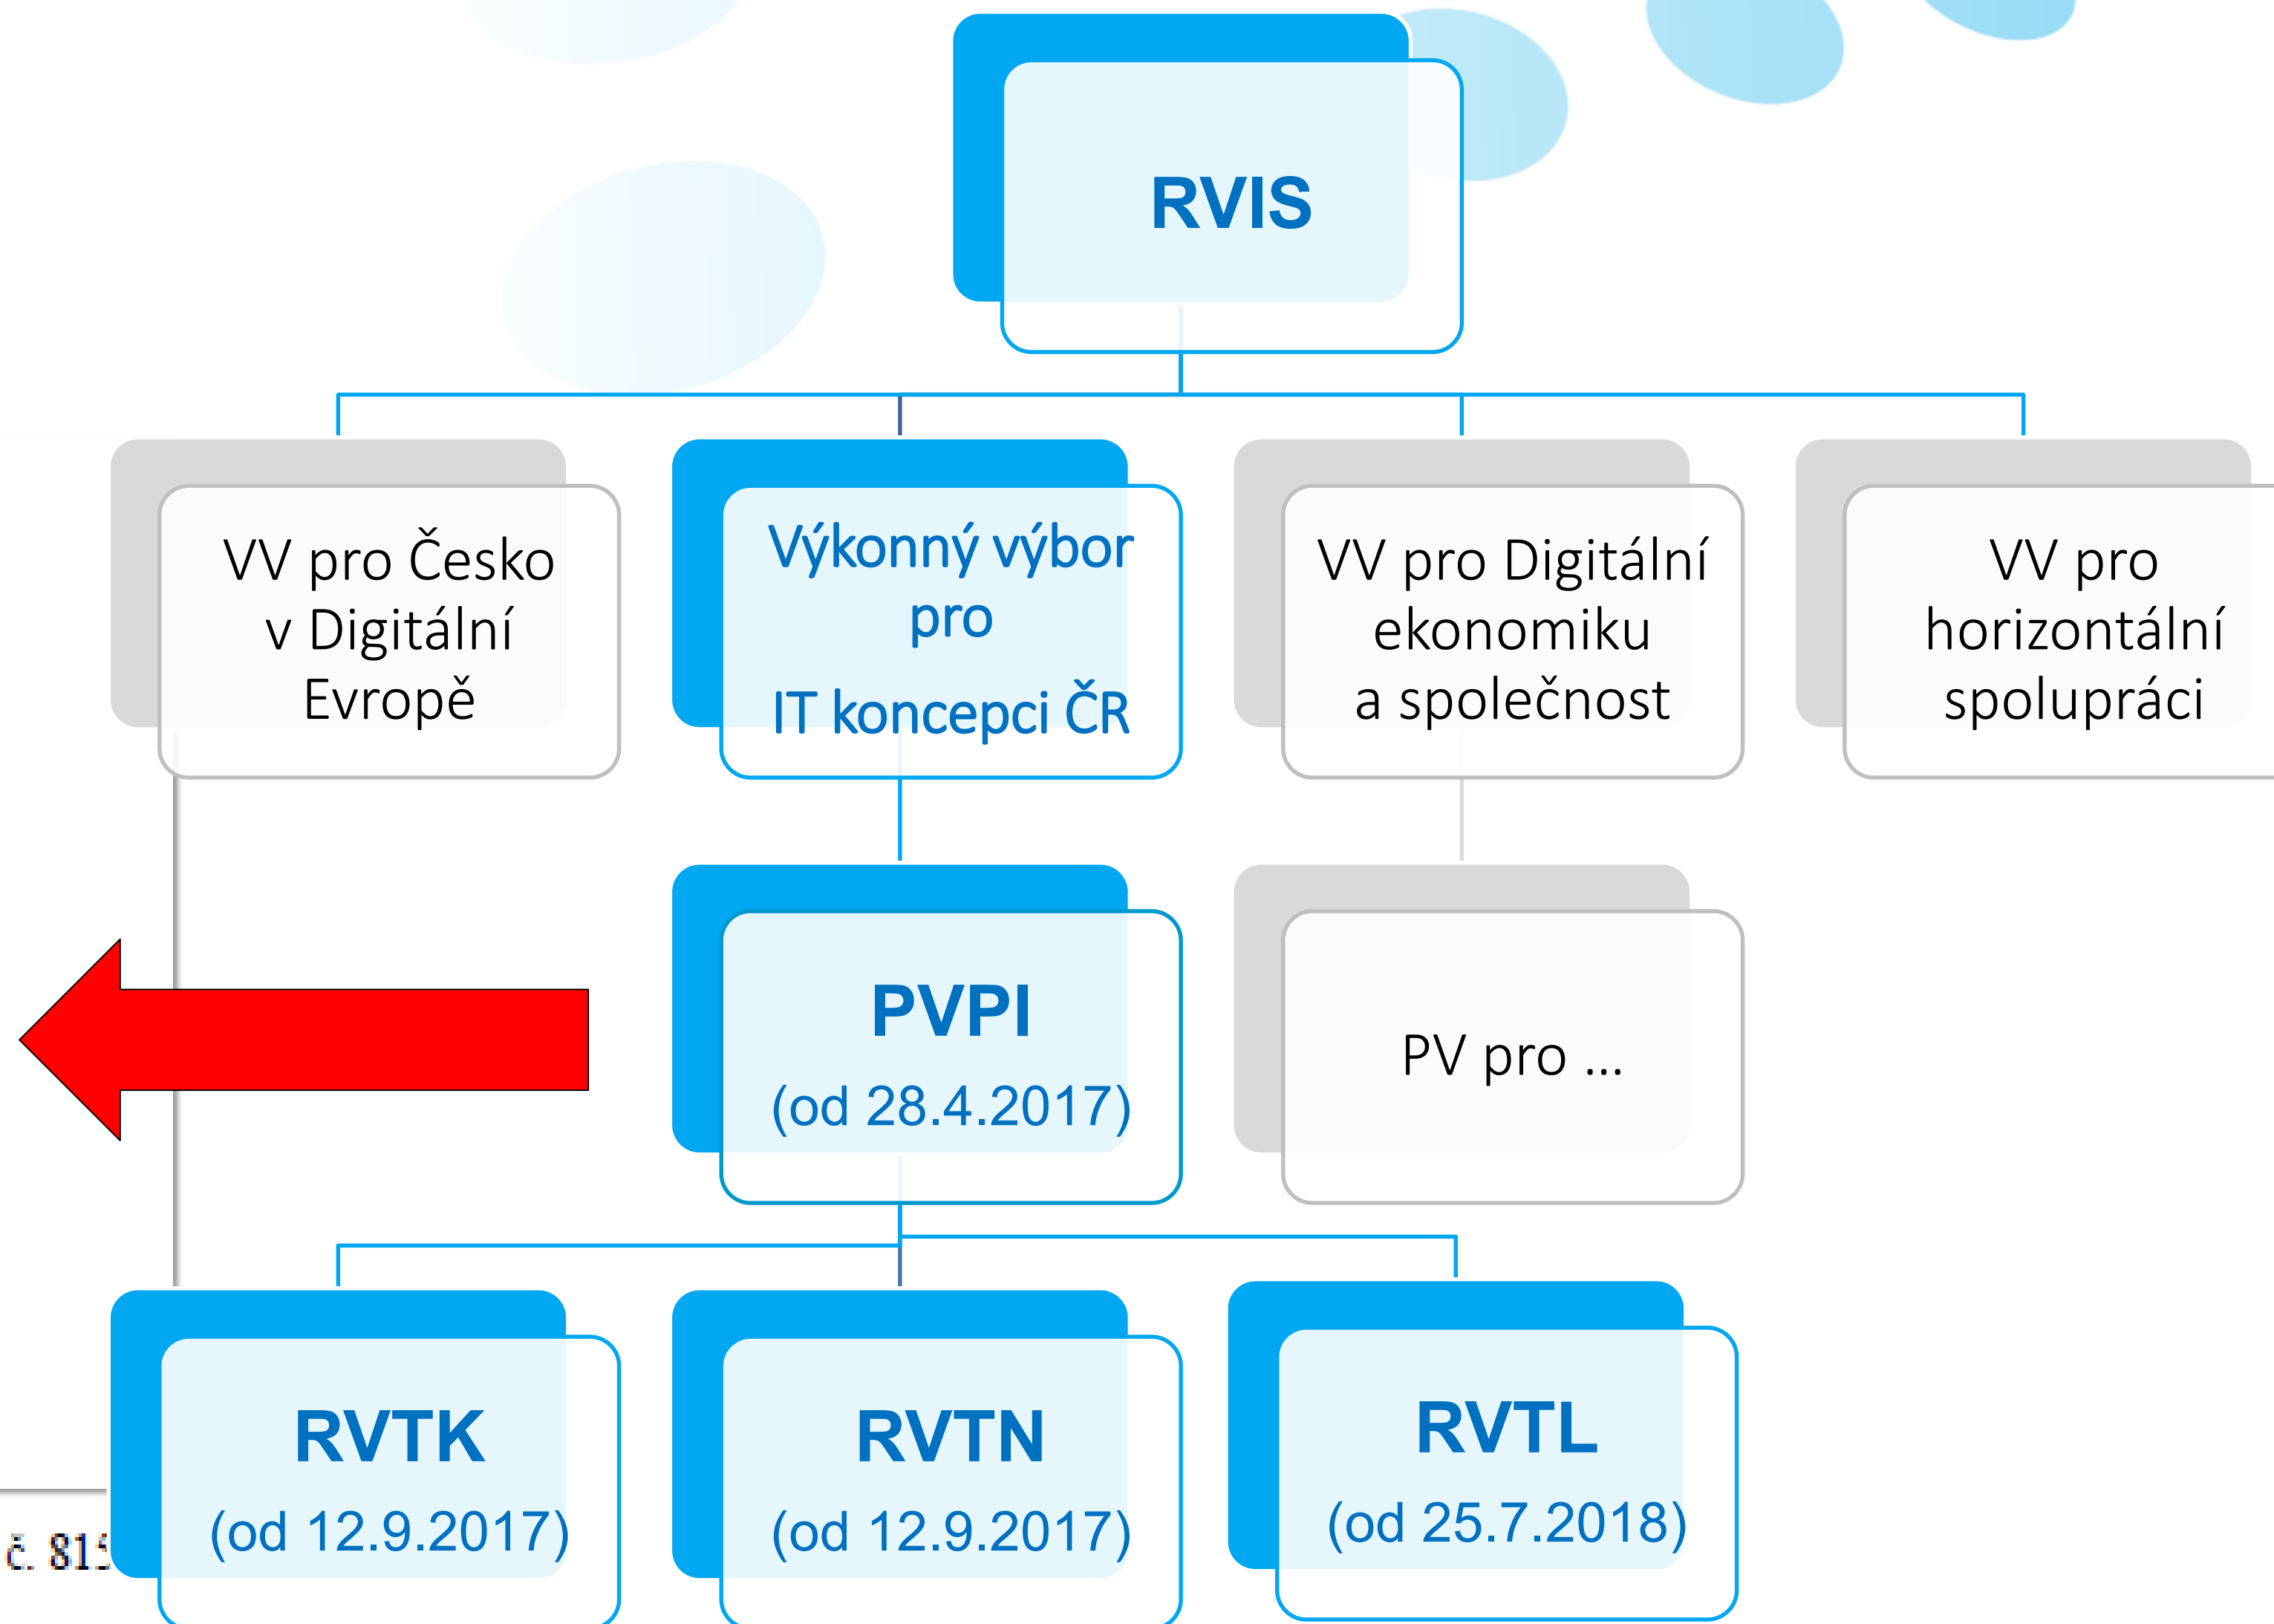 RVIS
VV pro Česko
v Digitální
Evropě
Výkonný výbor
pro
IT koncepci ČR
VV pro Digitální
ekonomiku
a společnost
VV pro
horizontální
spolupráci
PVPI
(od 28.4.2017)
PV pro ...
RVTK
(od 12.9.2017)
RVTN
(od 12.9.2017)
RVTL
(od 25.7.2018)
č. 815